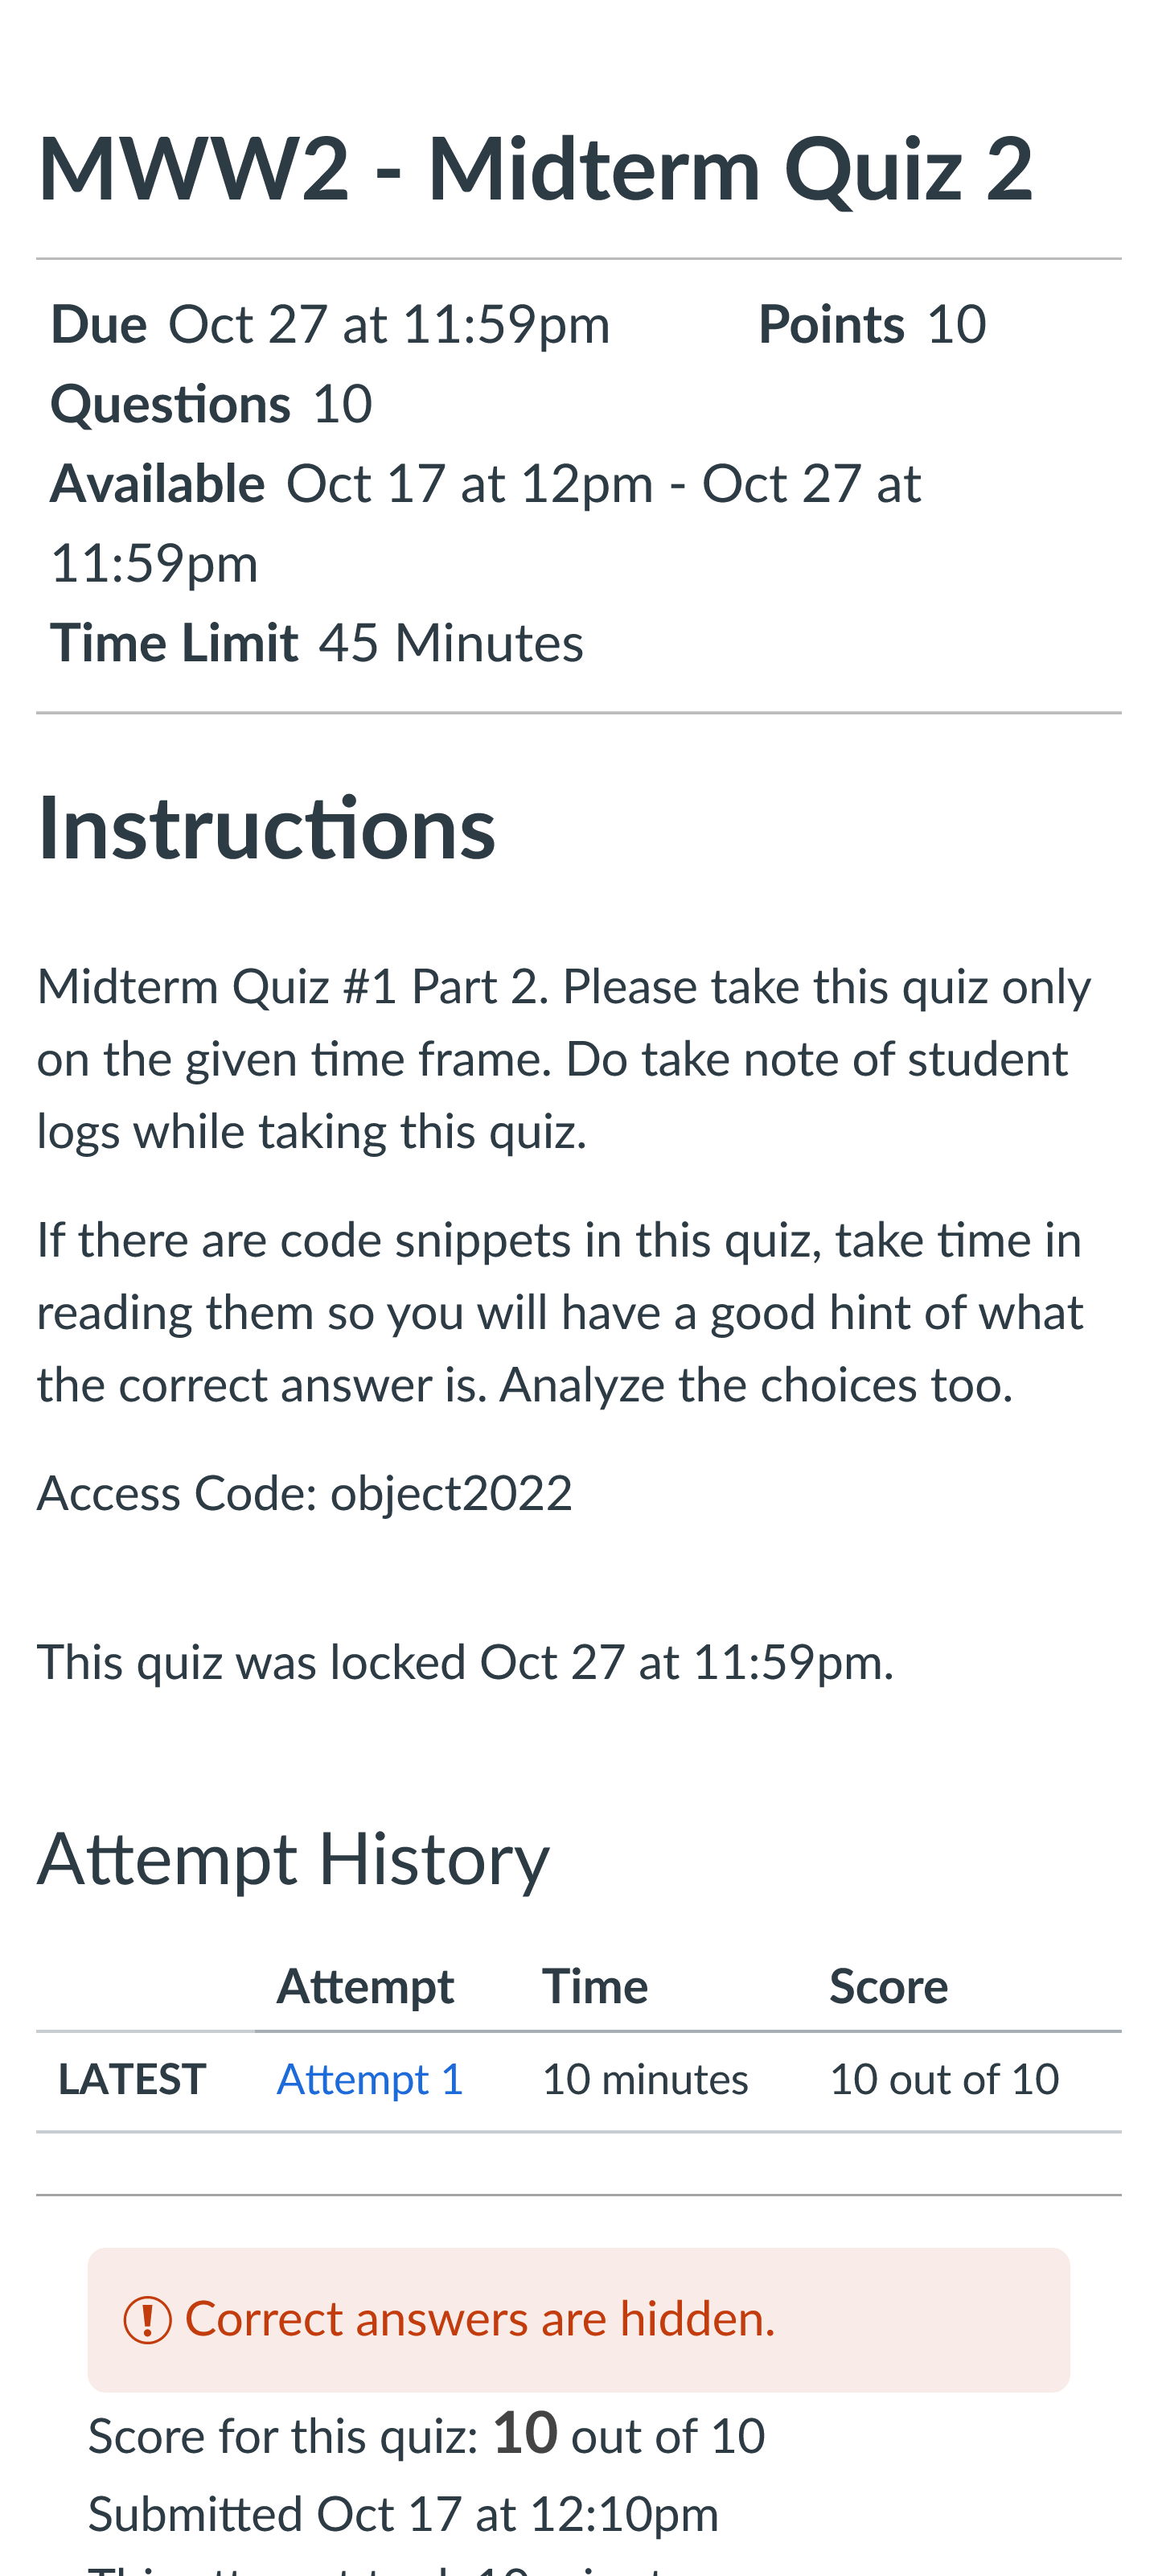 MWW2 - Midterm Quiz 2
Due Oct 27 at 11:59pm Points 10
Questions 10
Available Oct 17 at 12pm - Oct 27 at
11:59pm
Time Limit 45 Minutes
Instructions
Midterm Quiz #1 Part 2. Please take this quiz only
on the given time frame. Do take note of student
logs while taking this quiz.
If there are code snippets in this quiz, take time in
reading them so you will have a good hint of what
the correct answer is. Analyze the choices too.
Access Code: object2022
This quiz was locked Oct 27 at 11:59pm.
Attempt History
Attempt Time Score
LATEST Attempt 1 10 minutes 10 out of 10
Correct answers are hidden.
Score for this quiz: 10 out of 10
Submitted Oct 17 at 12:10pm